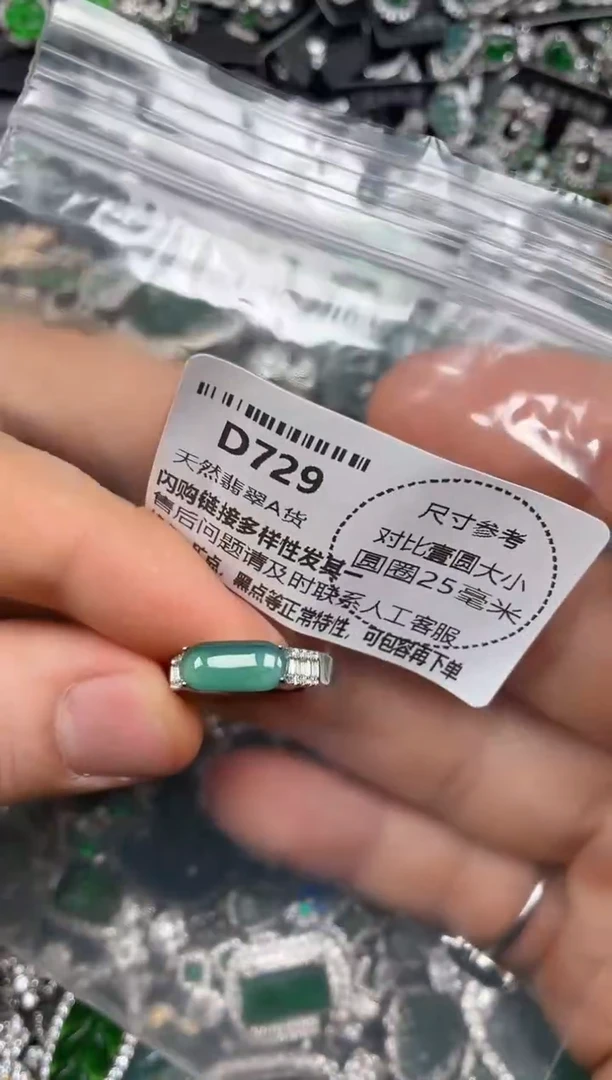 D729
天然翡翠A货
内购链接多样性发其一
售后问题请及时联系人工客服
点、黑点等正常特性，可包容再下单
尺寸参考
对比壹圆大小
圆圈25毫米